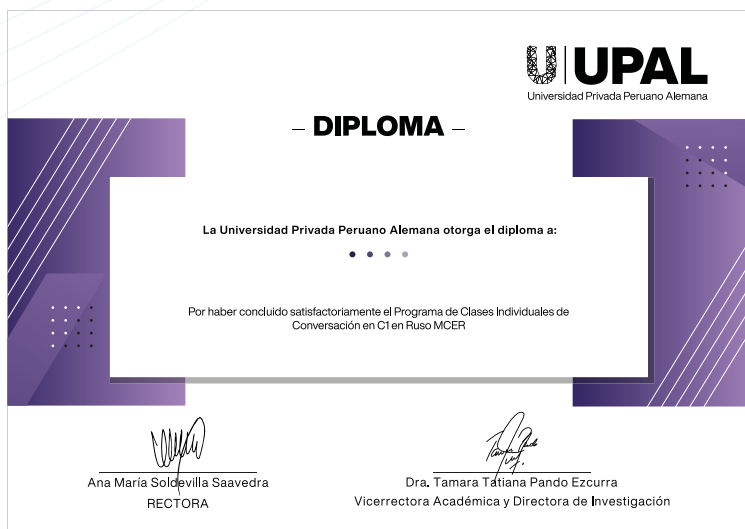 UPAL
Universidad Privada Peruano Alemana
– DIPLOMA –
La Universidad Privada Peruano Alemana otorga el diploma a:
Por haber concluido satisfactoriamente el Programa de Clases Individuales de
Conversación en C1 en Ruso MCER
Ana María Soldevilla Saavedra
RECTORA
Dra. Tamara Tatiana Pando Ezcurra
Vicerrectora Académica y Directora de Investigación